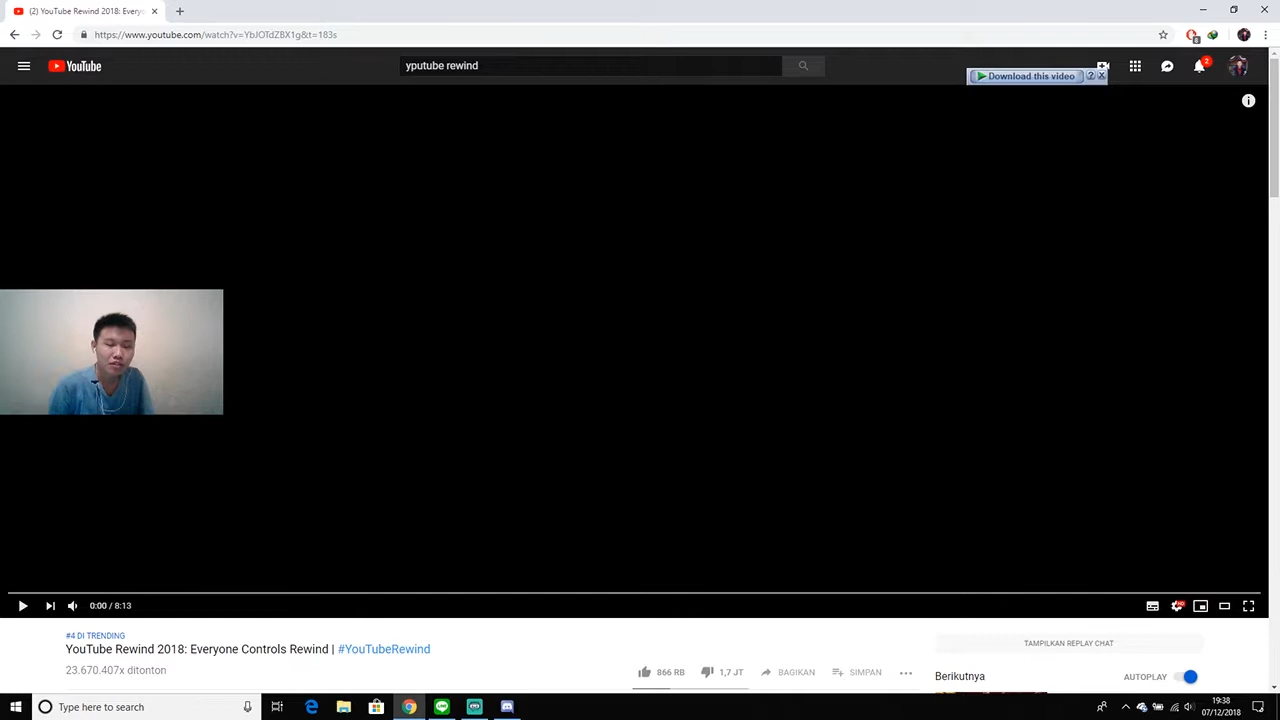 (2) YouTube Rewind 2018: Everyo
https://www.youtube.com/watch?v=YbJOTdZBX1g&t=183s
YouTube
yputube rewind
Download this video
?
X
2
i
0:00 / 8:13
HD
#4 DI TRENDING
YouTube Rewind 2018: Everyone Controls Rewind | #YouTubeRewind
23.670.407x ditonton
866 RB
1,7 JT
BAGIKAN
SIMPAN
TAMPILKAN REPLAY CHAT
Berikutnya
AUTOPLAY
Type here to search
19:38
07/12/2018